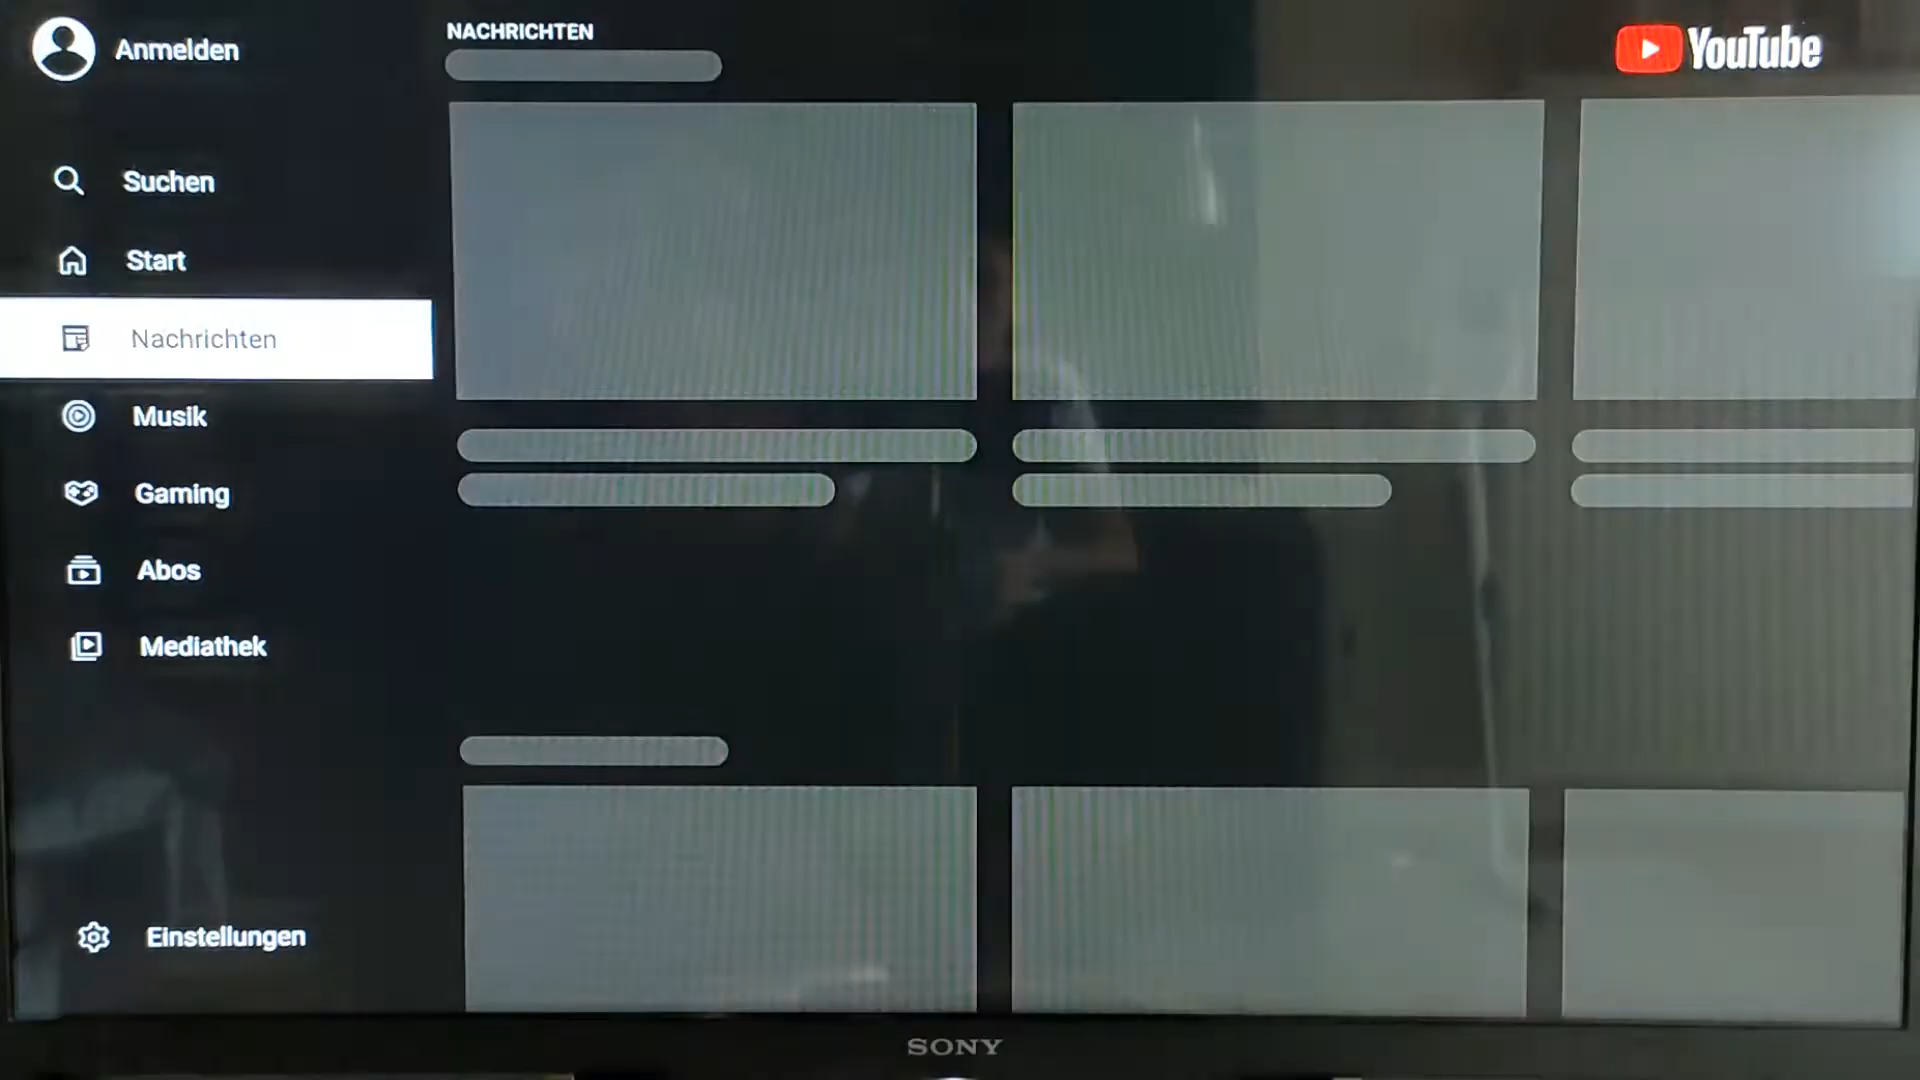 Anmelden
NACHRICHTEN
YouTube
Suchen
Start
Nachrichten
Musik
Gaming
Abos
Mediathek
Einstellungen
SONY